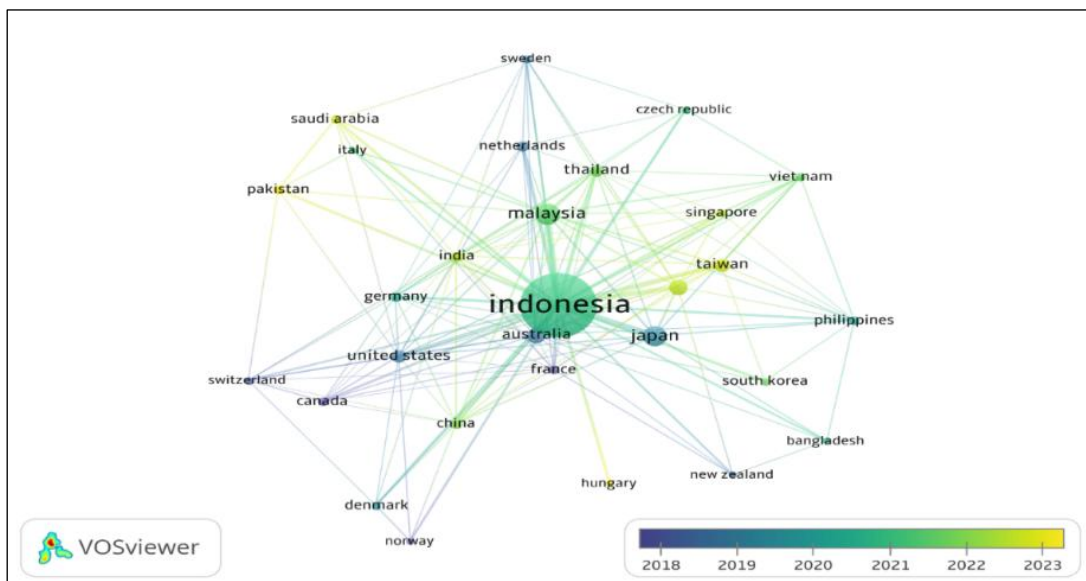 sweden
czech republic
saudi arabia
italy
netherlands
thailand
viet nam
pakistan
malaysia
singapore
india
taiwan
germany
indonesia
philippines
australia
japan
united states
france
switzerland
south korea
canada
china
bangladesh
new zealand
hungary
denmark
norway
VOSviewer
2018 2019 2020 2021 2022 2023